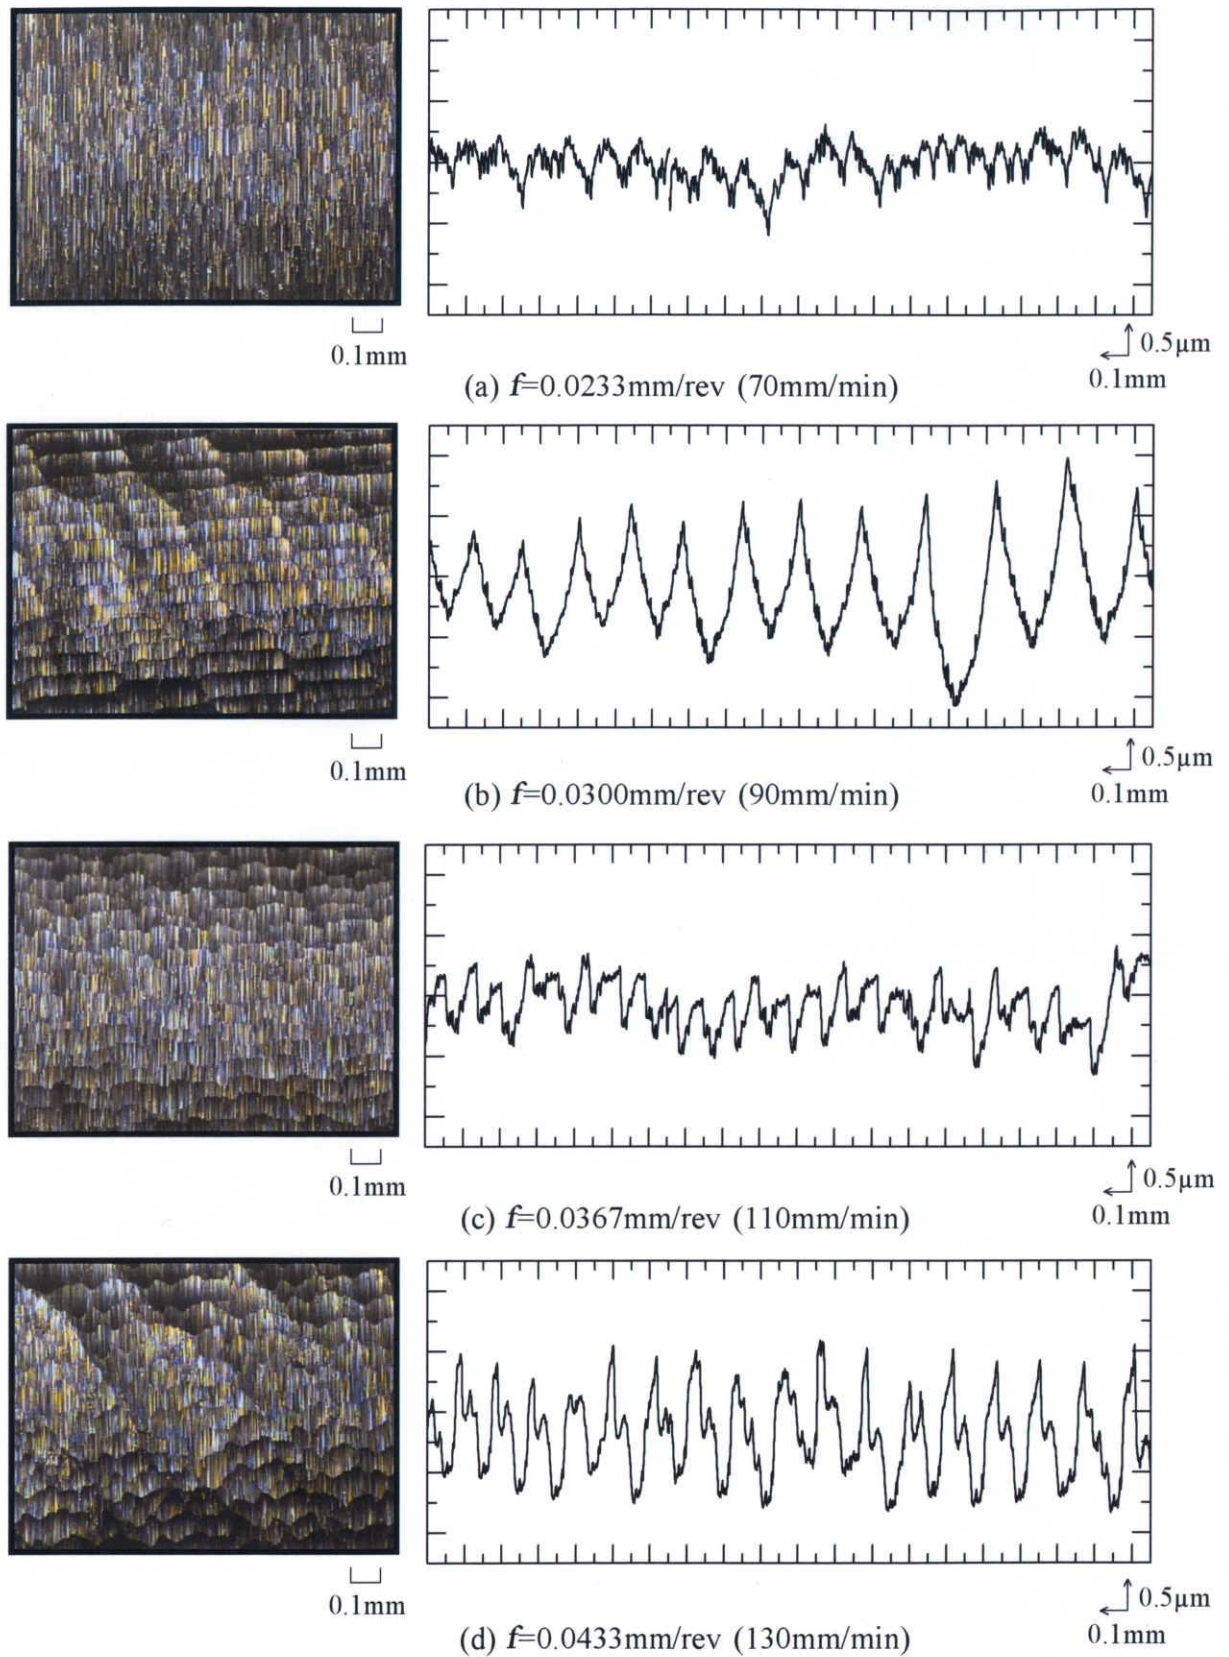 0.1mm
0.5µm
0.1mm
(a) f=0.0233mm/rev (70mm/min)
0.1mm
0.5µm
0.1mm
(b) f=0.0300mm/rev (90mm/min)
0.1mm
0.5µm
0.1mm
(c) f=0.0367mm/rev (110mm/min)
0.1mm
0.5µm
0.1mm
(d) f=0.0433mm/rev (130mm/min)